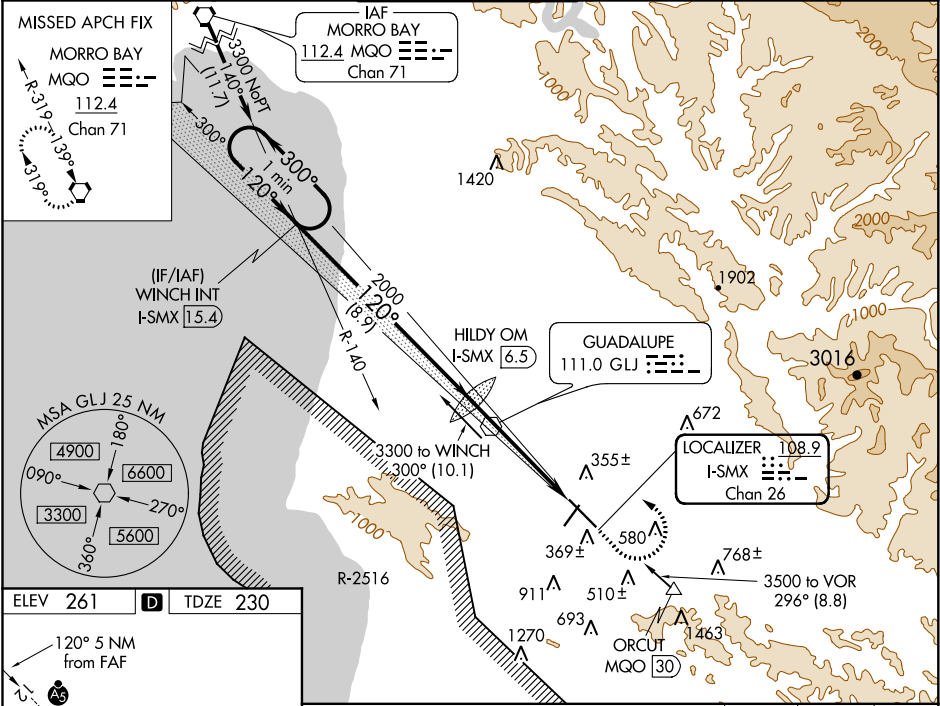 MISSED APCH FIX
MORRO BAY
MQO
112.4
Chan 71
R-319
139°
319°
IAF
MORRO BAY
112.4 MQO
Chan 71
3300 NoPT
140°
(11.7)
300°
300°
1 min
120°
2000
1420
1000
2000
1902
1000
3016
(IF/IAF)
WINCH INT
I-SMX 15.4
2000
120°
(8.9)
R-140
HILDY OM
I-SMX 6.5
GUADALUPE
111.0 GLJ
672
3300 to WINCH
300° (10.1)
LOCALIZER 108.9
I-SMX
Chan 26
355±
MSA GLJ 25 NM
4900
180°
090°
6600
3300
270°
360°
5600
1000
369±
580
R-2516
768±
911
510±
3500 to VOR
296° (8.8)
693
1463
1270
ORCUT
MQO 30
ELEV 261
D
TDZE 230
120° 5 NM
from FAF
12
A5